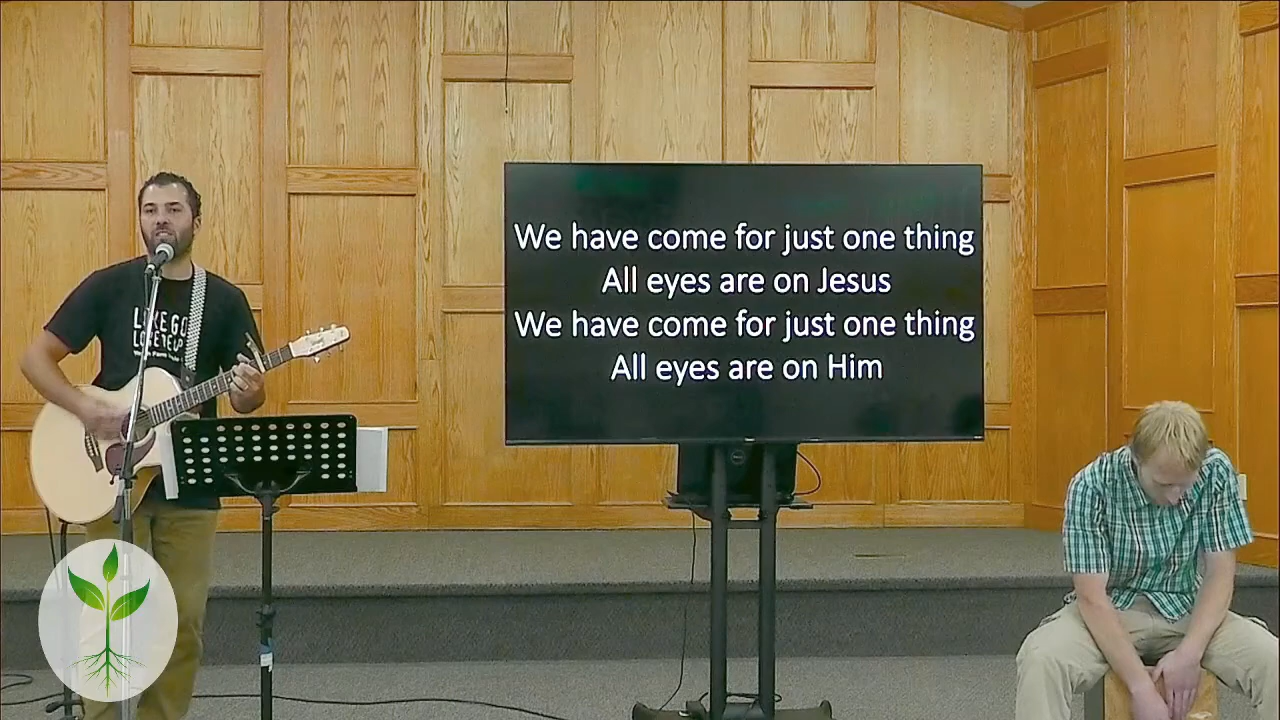 We have come for just one thing
All eyes are on Jesus
We have come for just one thing
All eyes are on Him